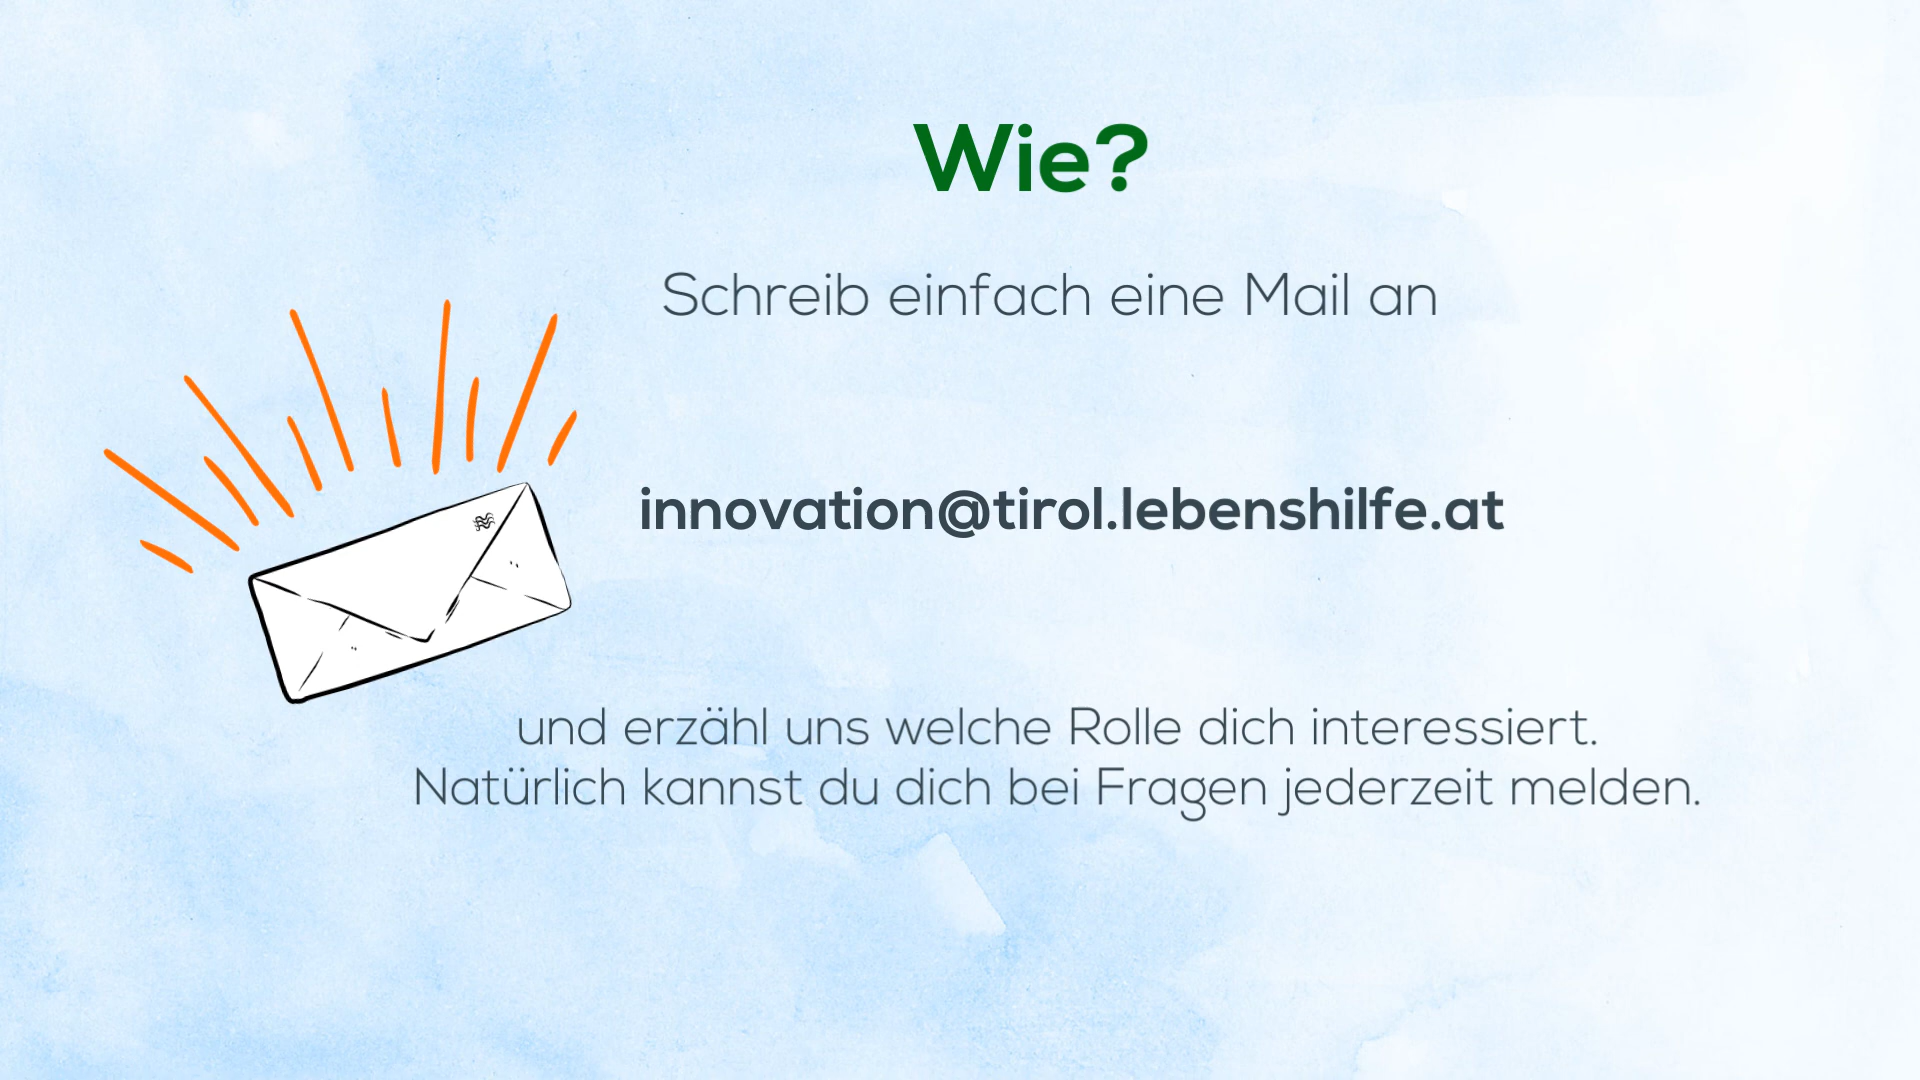 Wie?
Schreib einfach eine Mail an
innovation@tirol.lebenshilfe.at
und erzähl uns welche Rolle dich interessiert.
Natürlich kannst du dich bei Fragen jederzeit melden.